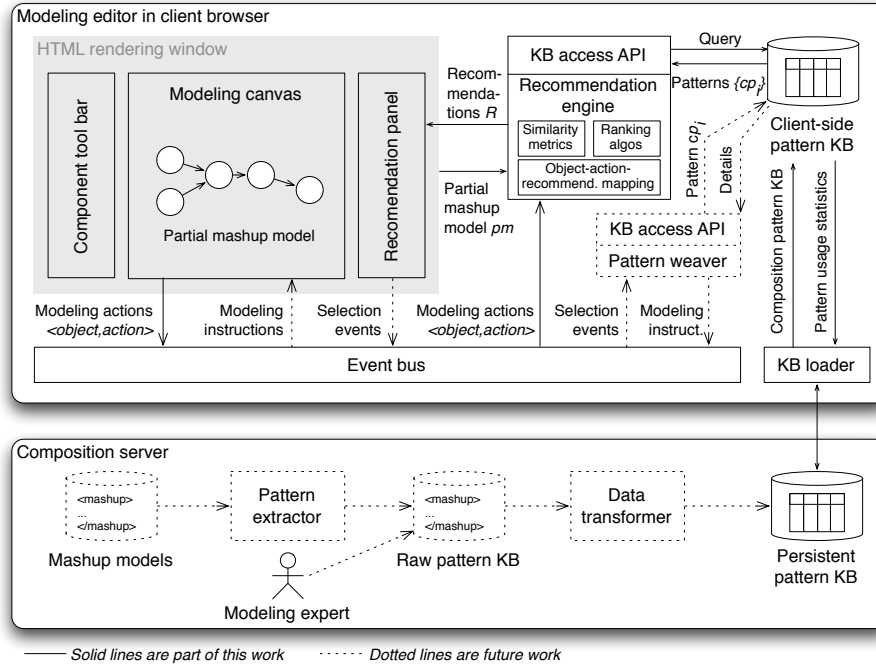 Modeling editor in client browser
HTML rendering window
Component tool bar
Modeling canvas
Partial mashup model
Recomendation panel
Recom-
menda-
tions R
Partial
mashup
model pm
KB access API
Recommendation
engine
Similarity
metrics
Ranking
algos
Object-action-
recommend. mapping
Query
Patterns {cpi}
Client-side
pattern KB
Pattern cpi
Details
KB access API
Pattern weaver
Composition pattern KB
Pattern usage statistics
Modeling actions
<object,action>
Modeling
instructions
Selection
events
Modeling actions
<object,action>
Selection
events
Modeling
instruct.
Event bus
KB loader
Composition server
<mashup>
...
</mashup>
Mashup models
Pattern
extractor
<mashup>
...
</mashup>
Raw pattern KB
Data
transformer
Persistent
pattern KB
Modeling expert
Solid lines are part of this work
Dotted lines are future work